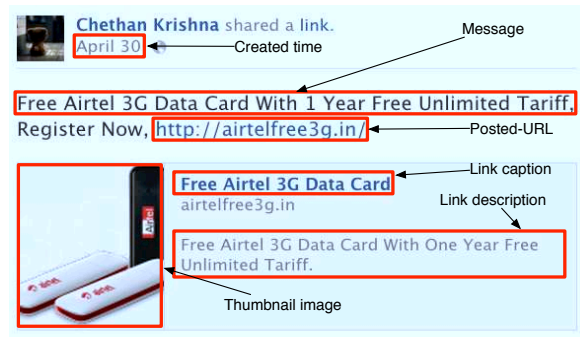 Chethan Krishna shared a link.
April 30
Created time
Message
Free Airtel 3G Data Card With 1 Year Free Unlimited Tariff,
Register Now, http://airtelfree3g.in/
Posted-URL
Free Airtel 3G Data Card
Link caption
airtelfree3g.in
Link description
Free Airtel 3G Data Card With One Year Free
Unlimited Tariff.
Airtel
airtel
airtel
Thumbnail image